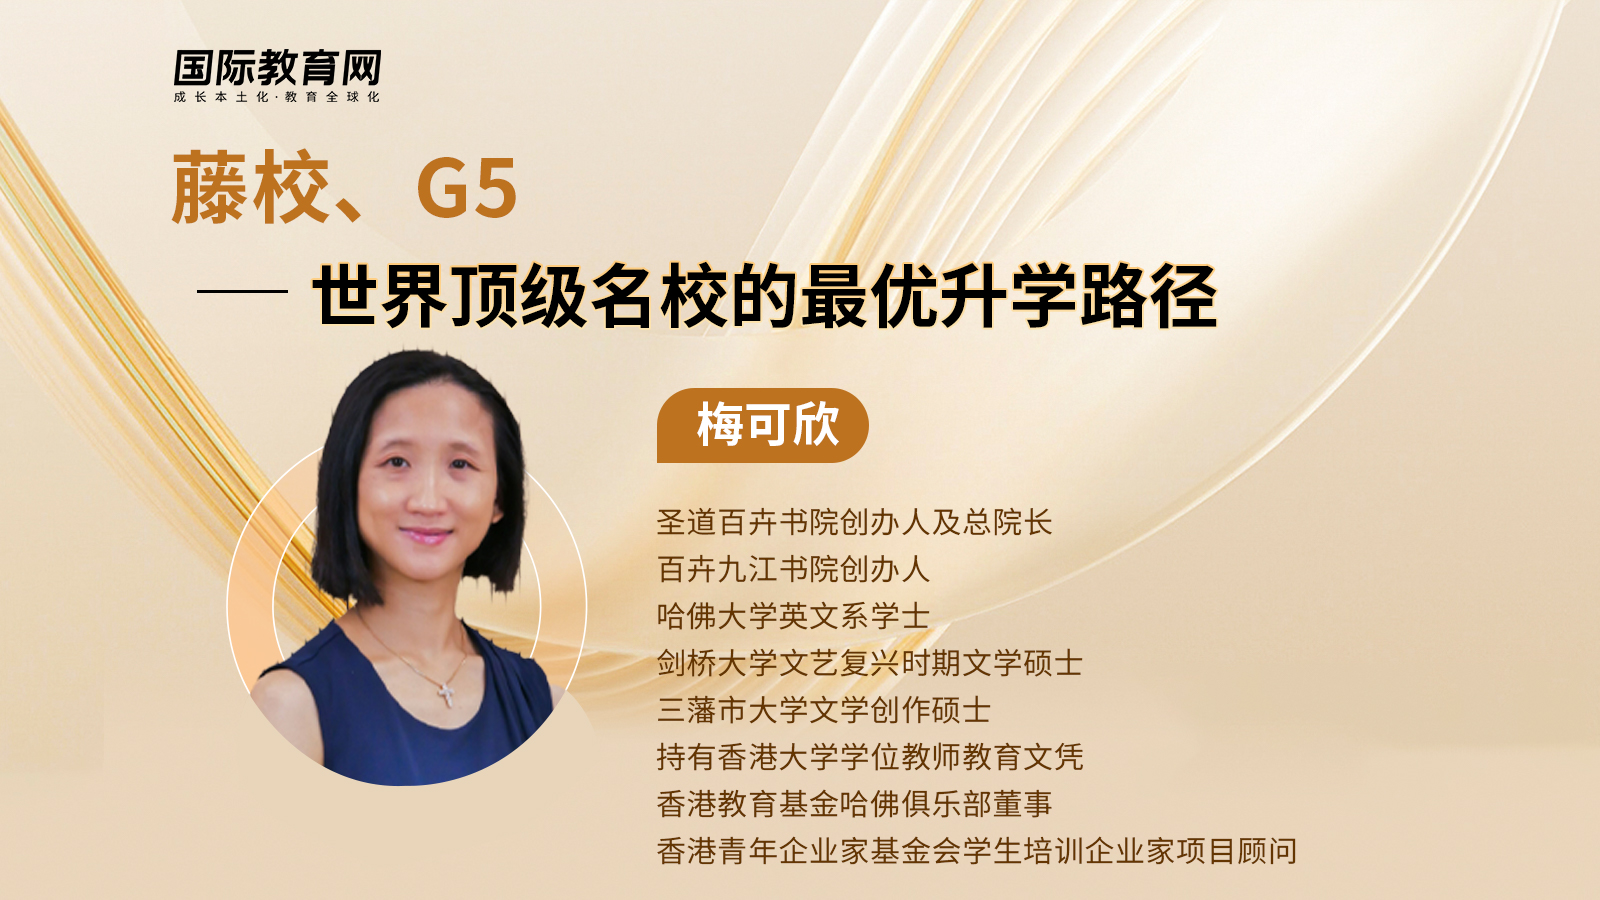 国际教育网
成长本土化·教育全球化
藤校、G5
——世界顶级名校的最优升学路径
梅可欣
圣道百卉书院创办人及总院长
百卉九江书院创办人
哈佛大学英文系学士
剑桥大学文艺复兴时期文学硕士
三藩市大学文学创作硕士
持有香港大学学位教师教育文凭
香港教育基金哈佛俱乐部董事
香港青年企业家基金会学生培训企业家项目顾问